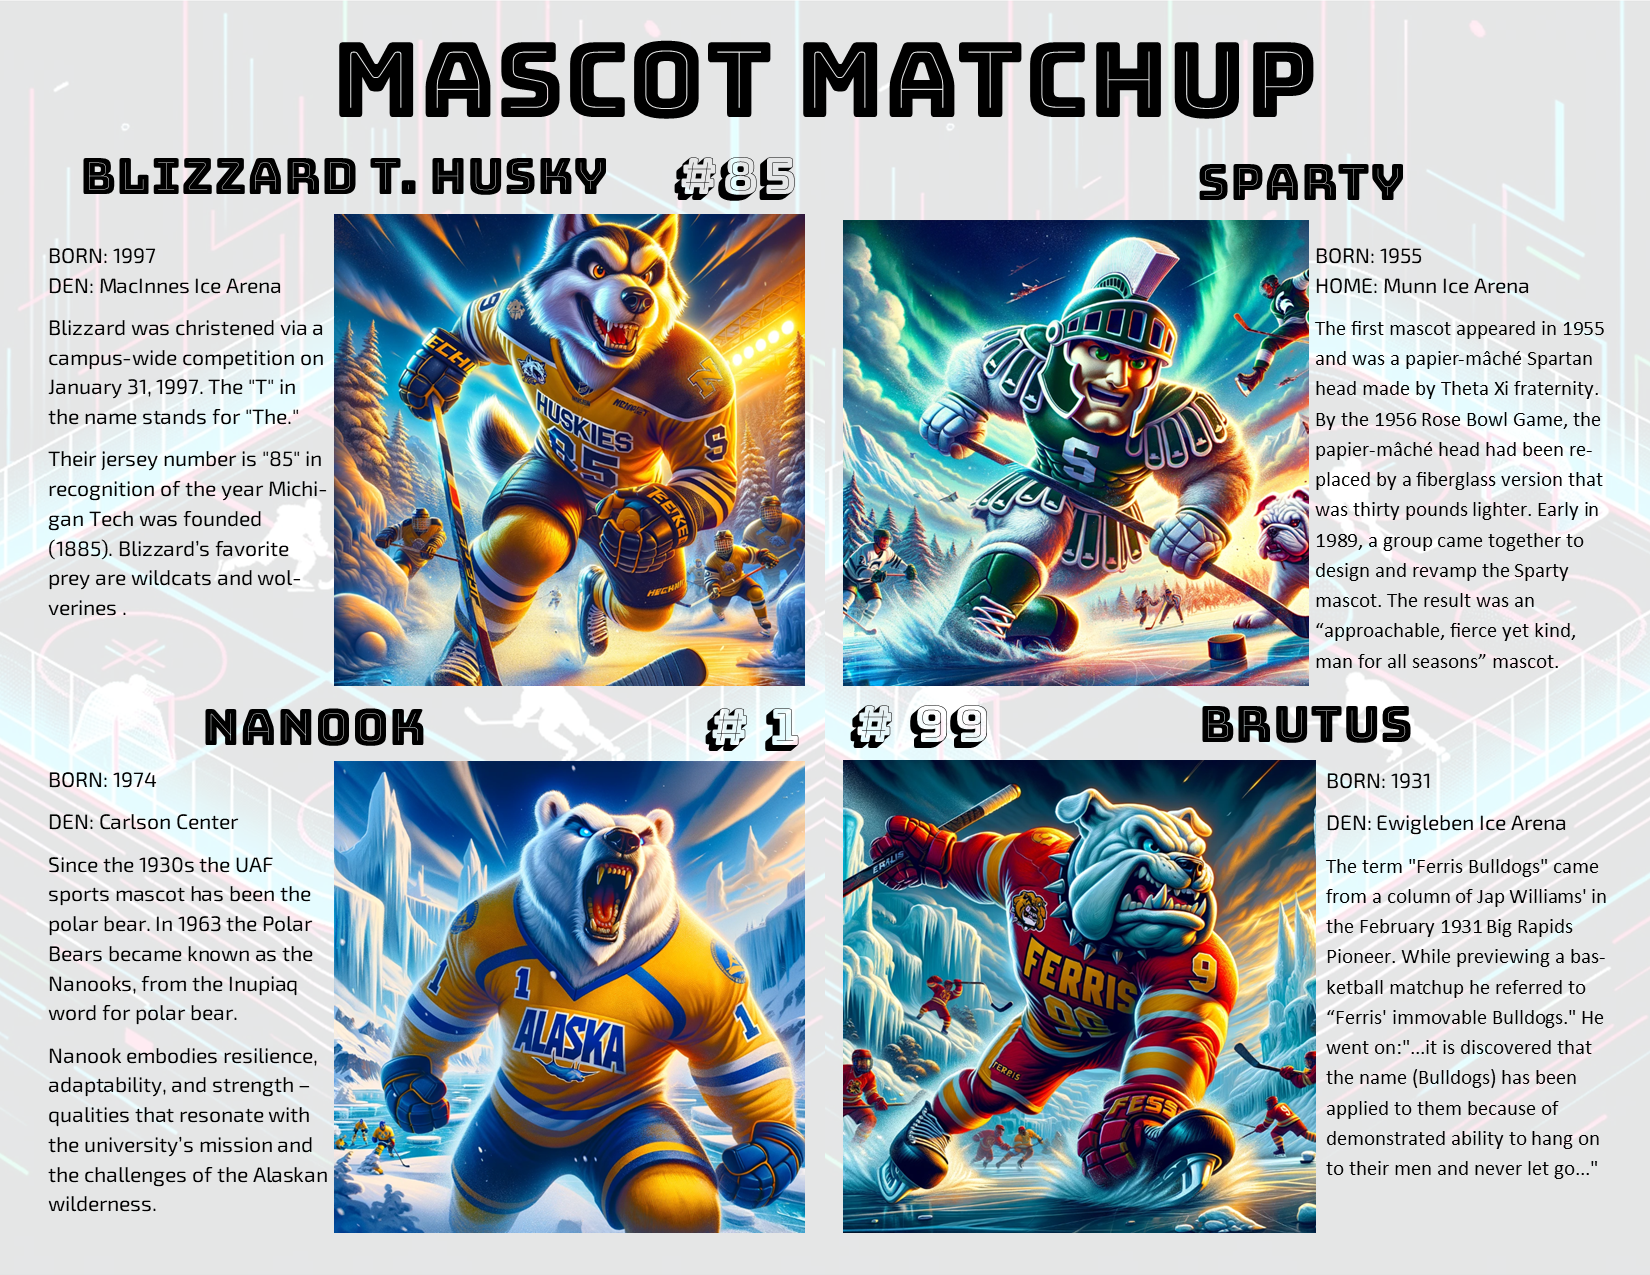 MASCOT MATCHUP
BLIZZARD T. HUSKY #85
BORN: 1997
DEN: MacInnes Ice Arena
Blizzard was christened via a
campus-wide competition on
January 31, 1997. The "T" in
the name stands for "The."
Their jersey number is "85" in
recognition of the year Michi-
gan Tech was founded
(1885). Blizzard's favorite
prey are wildcats and wol-
verines .
9
ECHI
HUSKIES
85
S
HECHNI
SPARTY
S
BORN: 1955
HOME: Munn Ice Arena
The first mascot appeared in 1955
and was a papier-mâché Spartan
head made by Theta Xi fraternity.
By the 1956 Rose Bowl Game, the
papier-mâché head had been re-
placed by a fiberglass version that
was thirty pounds lighter. Early in
1989, a group came together to
design and revamp the Sparty
mascot. The result was an
“approachable, fierce yet kind,
man for all seasons” mascot.
NANOOK # 1
BORN: 1974
DEN: Carlson Center
Since the 1930s the UAF
sports mascot has been the
polar bear. In 1963 the Polar
Bears became known as the
Nanooks, from the Inupiaq
word for polar bear.
Nanook embodies resilience,
adaptability, and strength –
qualities that resonate with
the university's mission and
the challenges of the Alaskan
wilderness.
1
1
1
ALASKA
# 99 BRUTUS
FERRIS
99
9
FERRIS
FESS
BORN: 1931
DEN: Ewigleben Ice Arena
The term "Ferris Bulldogs" came
from a column of Jap Williams' in
the February 1931 Big Rapids
Pioneer. While previewing a bas-
ketball matchup he referred to
“Ferris' immovable Bulldogs." He
went on:"...it is discovered that
the name (Bulldogs) has been
applied to them because of
demonstrated ability to hang on
to their men and never let go..."